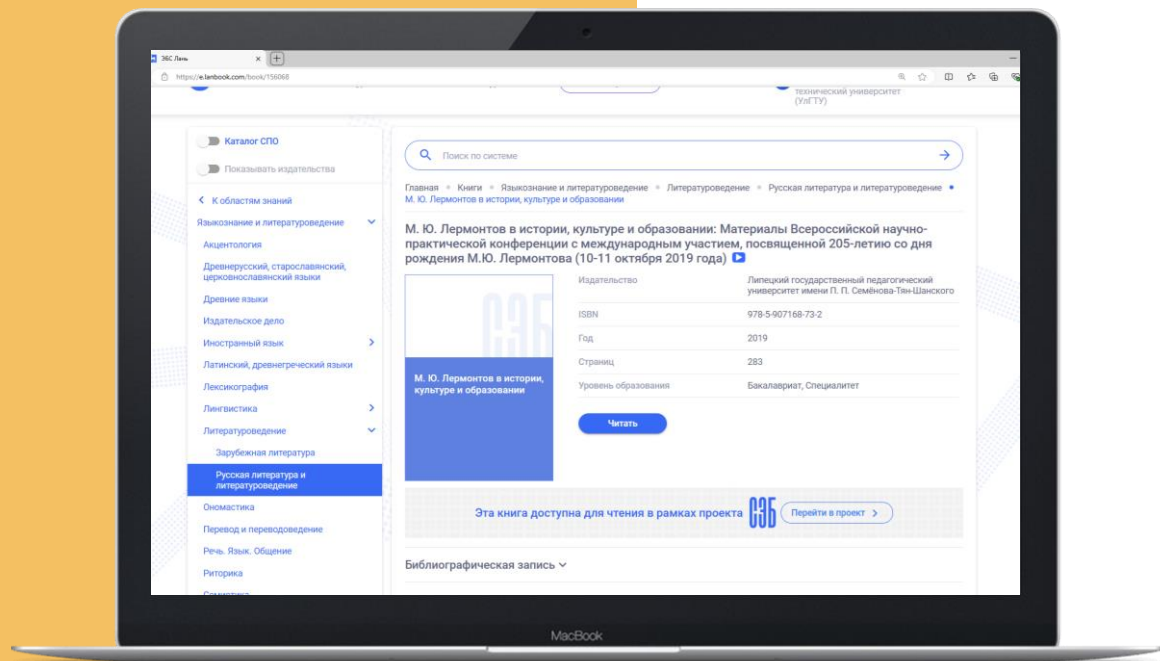 ЭБС Лань
https://e.lanbook.com/book/156068
технический университет
(УлГТУ)
Каталог СПО
Показывать издательства
К областям знаний
Языкознание и литературоведение
Акцентология
Древнерусский, старославянский,
церковнославянский языки
Древние языки
Издательское дело
Иностранный язык
Латинский, древнегреческий языки
Лексикография
Лингвистика
Литературоведение
Зарубежная литература
Русская литература и
литературоведение
Ономастика
Перевод и переводоведение
Речь. Язык. Общение
Риторика
Поиск по системе
Главная • Книги • Языкознание и литературоведение • Литературоведение • Русская литература и литературоведение •
М. Ю. Лермонтов в истории, культуре и образовании
М. Ю. Лермонтов в истории, культуре и образовании: Материалы Всероссийской научно-
практической конференции с международным участием, посвященной 205-летию со дня
рождения М.Ю. Лермонтова (10-11 октября 2019 года)
СЭБ
М. Ю. Лермонтов в истории,
культуре и образовании
Издательство Липецкий государственный педагогический
университет имени П. П. Семёнова-Тян-Шанского
ISBN 978-5-907168-73-2
Год 2019
Страниц 283
Уровень образования Бакалавриат, Специалитет
Читать
Эта книга доступна для чтения в рамках проекта СЭБ Перейти в проект
Библиографическая запись
MacBook